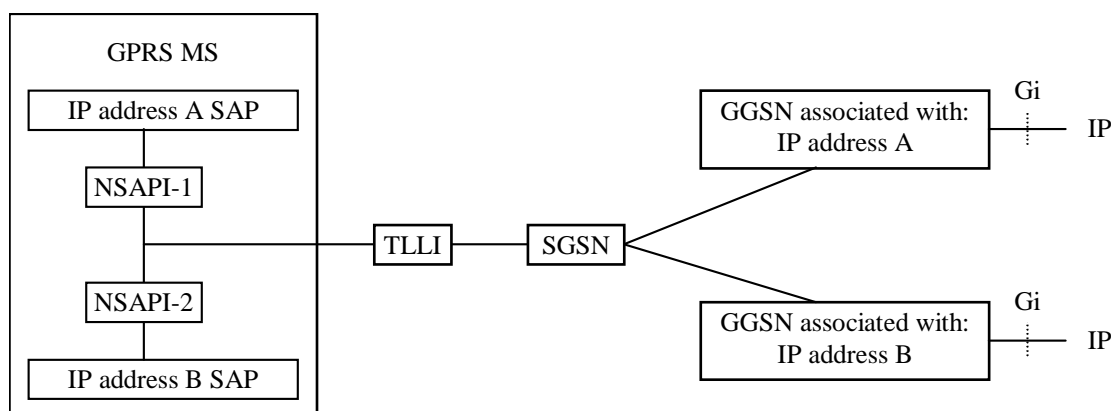 GPRS MS
IP address A SAP
NSAPI-1
NSAPI-2
IP address B SAP
TLLI
SGSN
GGSN associated with:
IP address A
Gi
IP
GGSN associated with:
IP address B
Gi
IP